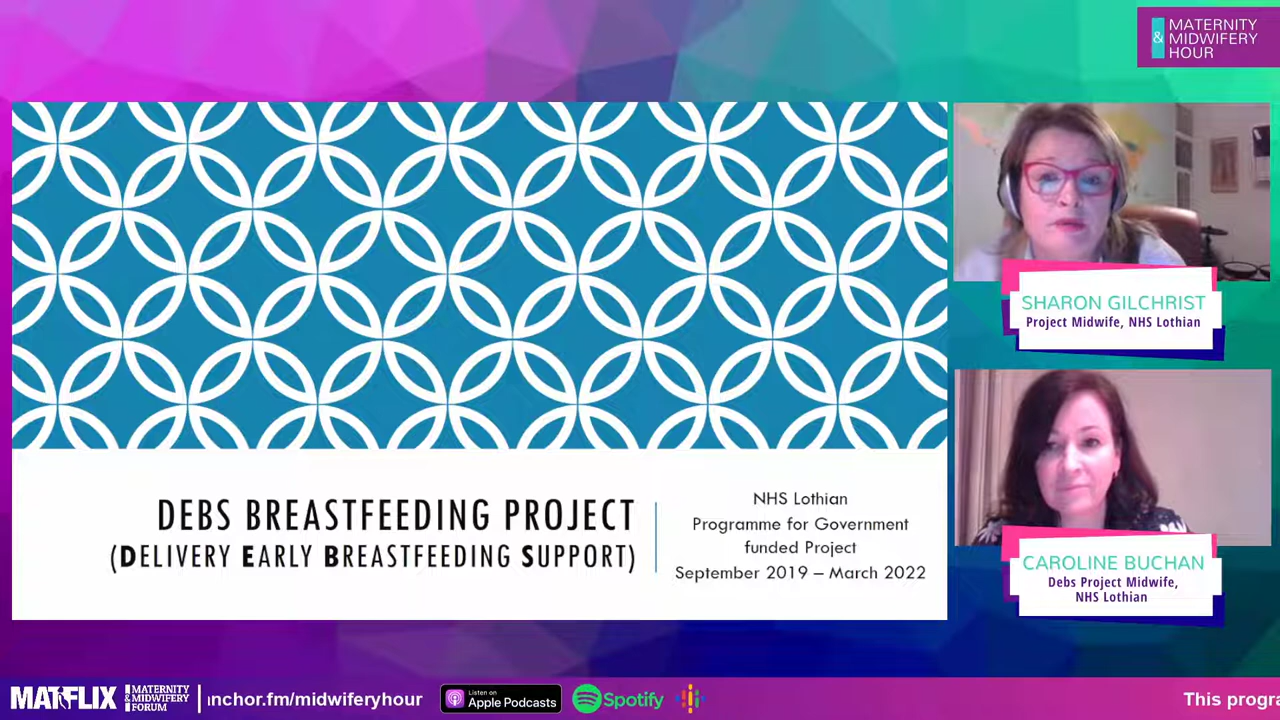 MATERNITY
& MIDWIFERY
HOUR
SHARON GILCHRIST
Project Midwife, NHS Lothian
CAROLINE BUCHAN
Debs Project Midwife,
NHS Lothian
DEBS BREASTFEEDING PROJECT
(DELIVERY EARLY BREASTFEEDING SUPPORT)
NHS Lothian
Programme for Government
funded Project
September 2019 – March 2022
MATFLIX
MATERNITY
& MIDWIFERY
FORUM
nchor.fm/midwiferyhour
Listen on
Apple Podcasts
Spotify
This progra